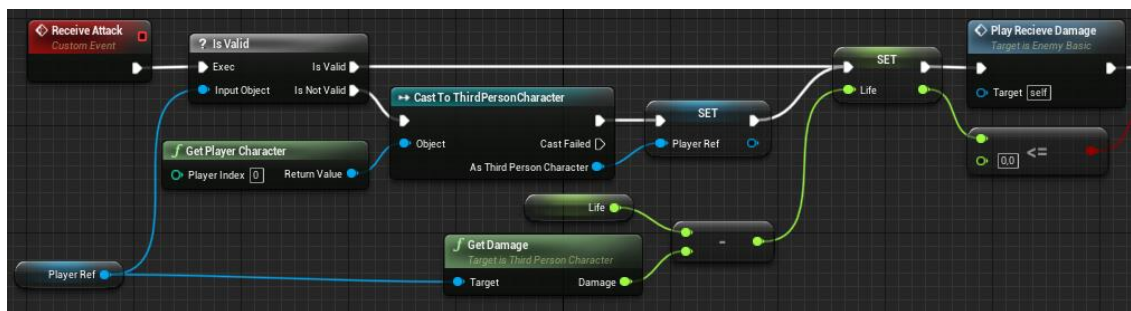 Receive Attack
Custom Event
? Is Valid
Exec
Is Valid
Input Object
Is Not Valid
Cast To ThirdPersonCharacter
Object
Cast Failed
As Third Person Character
SET
Player Ref
f Get Player Character
Player Index 0
Return Value
Life
f Get Damage
Target is Third Person Character
Target
Damage
-
Player Ref
SET
Life
Play Recieve Damage
Target is Enemy Basic
Target self
0,0
<=